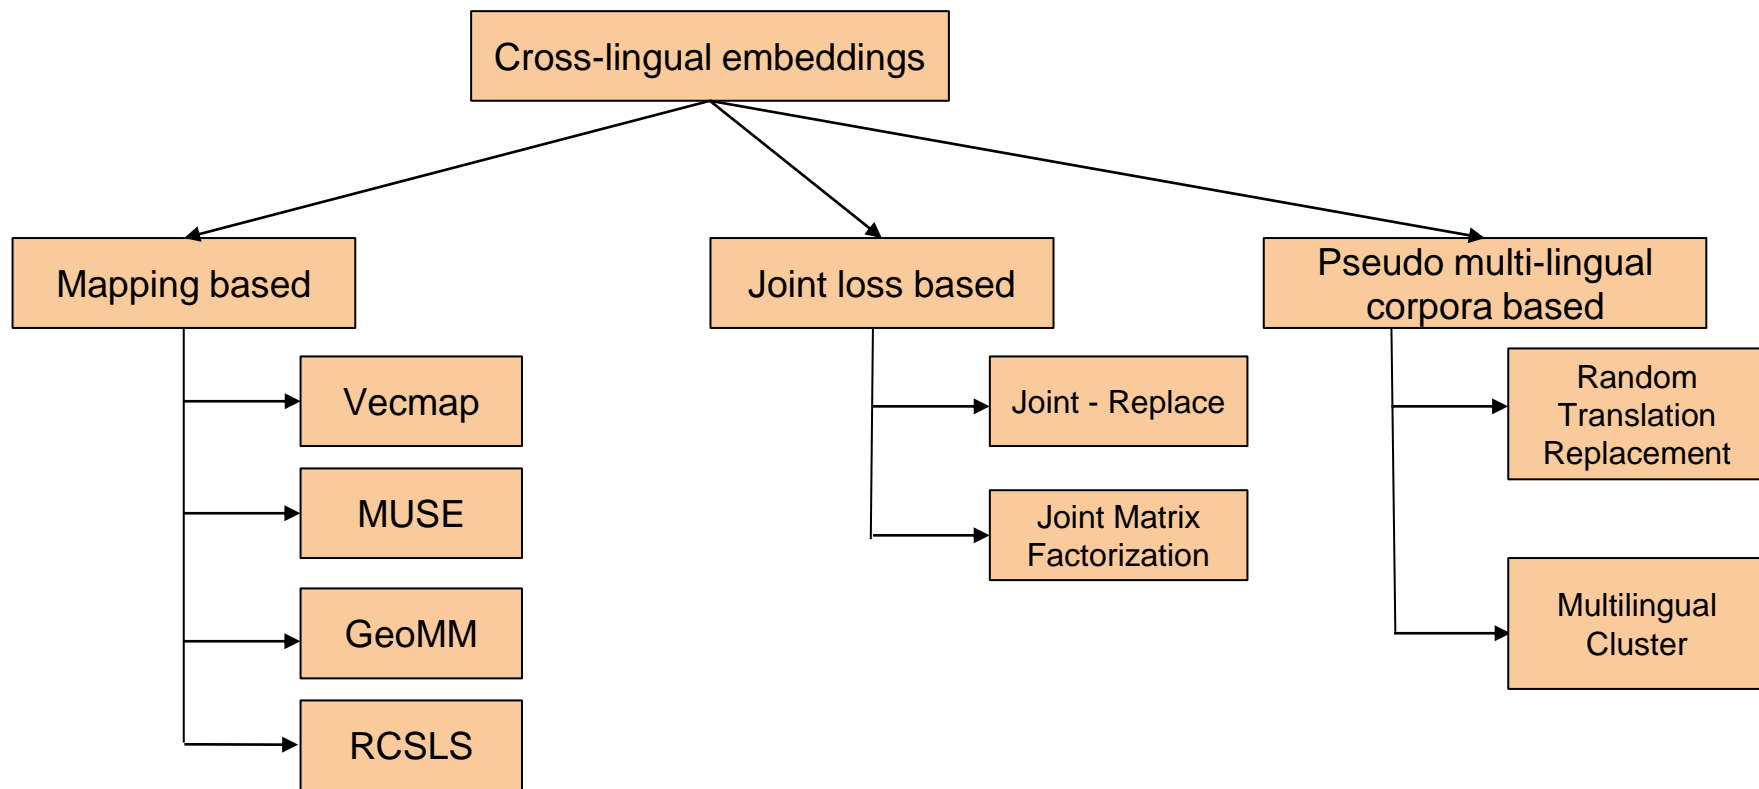 Cross-lingual embeddings
Mapping based
Joint loss based
Pseudo multi-lingual
corpora based
Vecmap
MUSE
GeoMM
RCSLS
Joint - Replace
Joint Matrix
Factorization
Random
Translation
Replacement
Multilingual
Cluster